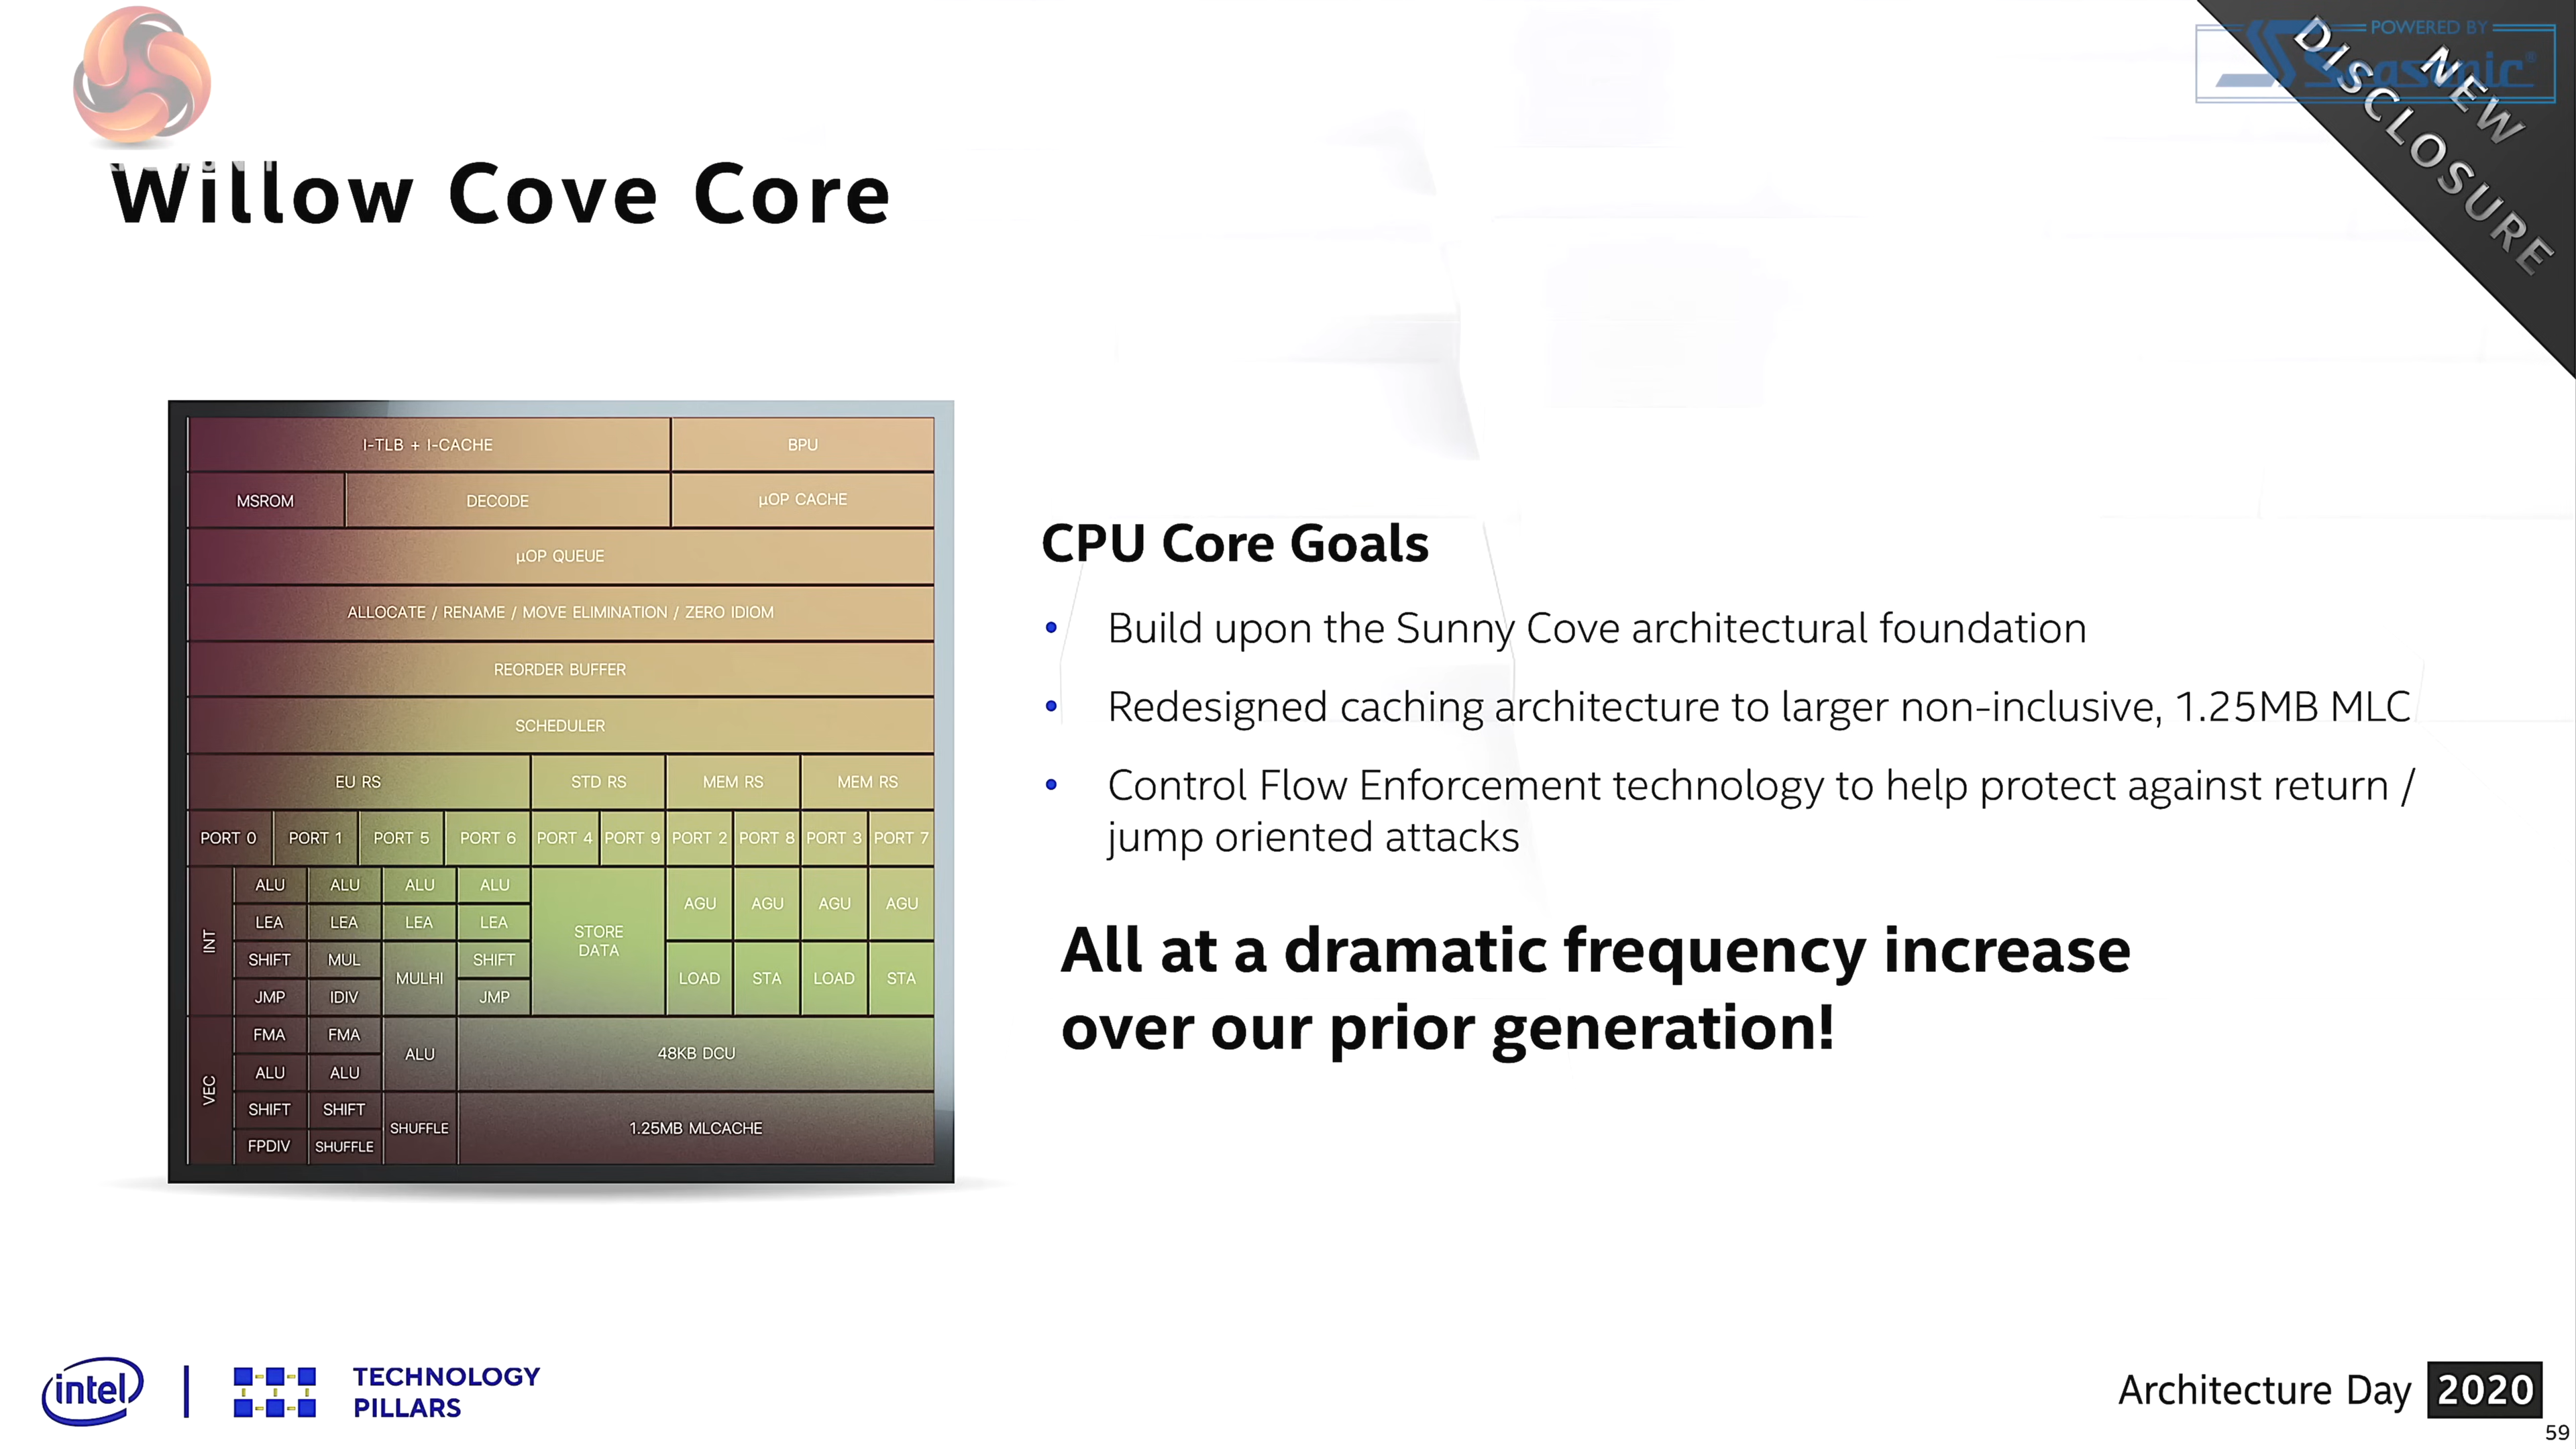 POWERED BY
Seasonic
NEW
DISCLOSURE
Willow Cove Core
I-TLB + I-CACHE
BPU
MSROM
DECODE
µOP CACHE
µOP QUEUE
ALLOCATE / RENAME / MOVE ELIMINATION / ZERO IDIOM
REORDER BUFFER
SCHEDULER
EU RS
STD RS
MEM RS
MEM RS
PORT 0
PORT 1
PORT 5
PORT 6
PORT 4
PORT 9
PORT 2
PORT 8
PORT 3
PORT 7
INT
ALU
ALU
ALU
ALU
LEA
LEA
LEA
LEA
SHIFT
MUL
MULHI
SHIFT
JMP
IDIV
JMP
STORE
DATA
AGU
AGU
AGU
AGU
LOAD
STA
LOAD
STA
VEC
FMA
FMA
ALU
ALU
ALU
SHIFT
SHIFT
SHUFFLE
FPDIV
SHUFFLE
48KB DCU
1.25MB MLCACHE
CPU Core Goals
• Build upon the Sunny Cove architectural foundation
• Redesigned caching architecture to larger non-inclusive, 1.25MB MLC
• Control Flow Enforcement technology to help protect against return /
jump oriented attacks
All at a dramatic frequency increase
over our prior generation!
intel
TECHNOLOGY
PILLARS
Architecture Day 2020
59